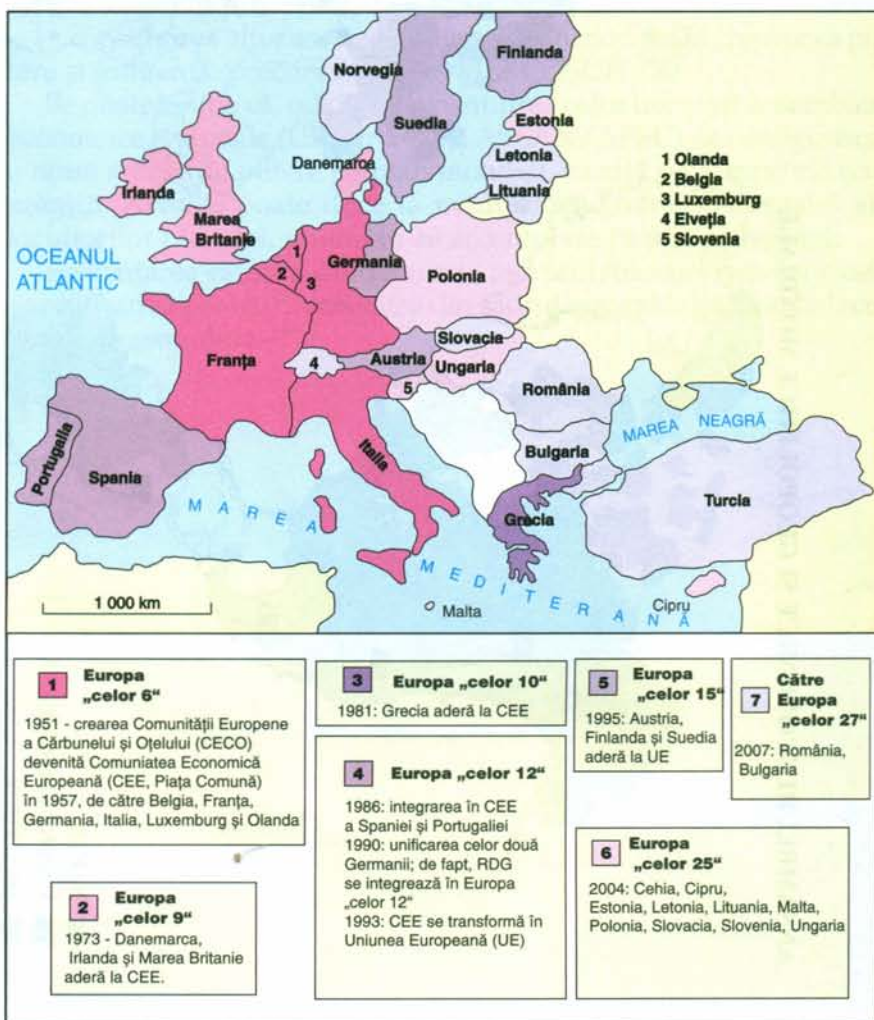 Norvegia
Finlanda
Suedia
Estonia
Letonia
Lituania
Danemarca
Irlanda
Marea
Britanie
1 Olanda
2 Belgia
3 Luxemburg
4 Elveția
5 Slovenia
OCEANUL
ATLANTIC
1
2
3
Germania
Polonia
Franța
4
Austria
Slovacia
Ungaria
5
România
MAREA NEAGRĂ
Bulgaria
Italia
Portugalia
Spania
Grecia
Turcia
MAREA
MEDITERANĂ
1 000 km
Malta
Cipru
1 Europa
„celor 6“
1951 - crearea Comunității Europene
a Cărbunelui și Oțelului (CECO)
devenită Comuniatea Economică
Europeană (CEE, Piața Comună)
în 1957, de către Belgia, Franța,
Germania, Italia, Luxemburg și Olanda
2 Europa
„celor 9“
1973 - Danemarca,
Irlanda și Marea Britanie
aderă la CEE.
3 Europa „celor 10“
1981: Grecia aderă la CEE
4 Europa „celor 12“
1986: integrarea în CEE
a Spaniei și Portugaliei
1990: unificarea celor două
Germanii; de fapt, RDG
se integrează în Europa
„celor 12“
1993: CEE se transformă în
Uniunea Europeană (UE)
5 Europa
„celor 15“
1995: Austria,
Finlanda și Suedia
aderă la UE
7 Către
Europa
„celor 27“
2007: România,
Bulgaria
6 Europa
„celor 25“
2004: Cehia, Cipru,
Estonia, Letonia, Lituania, Malta,
Polonia, Slovacia, Slovenia, Ungaria